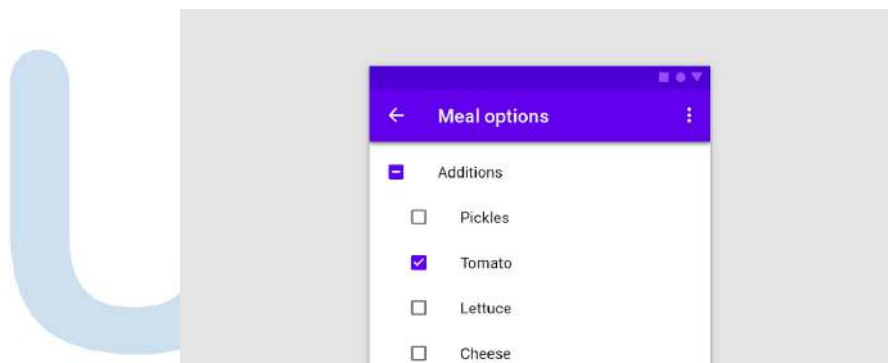 Meal options
Additions
Pickles
Tomato
Lettuce
Cheese